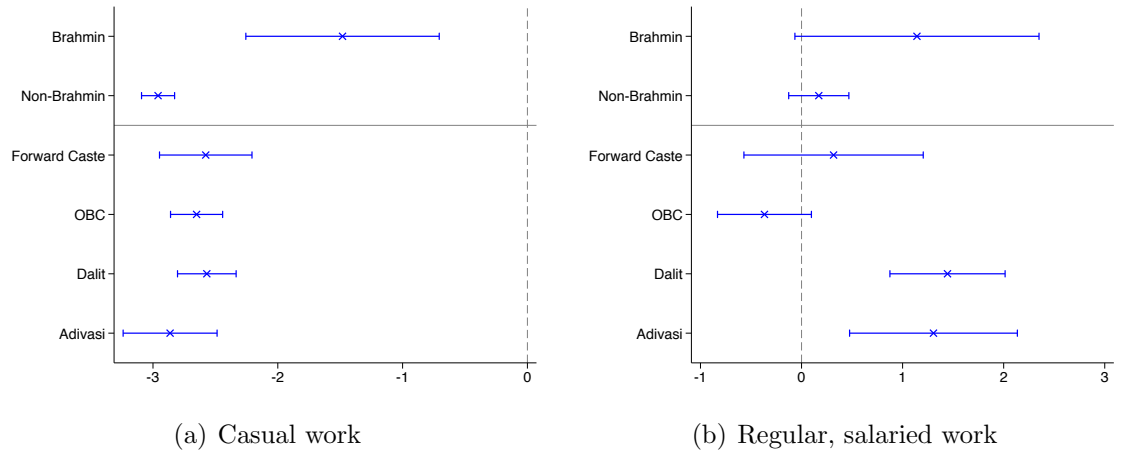 Brahmin
Non-Brahmin
Forward Caste
OBC
Dalit
Adivasi
-3 -2 -1 0
(a) Casual work
Brahmin
Non-Brahmin
Forward Caste
OBC
Dalit
Adivasi
-1 0 1 2 3
(b) Regular, salaried work